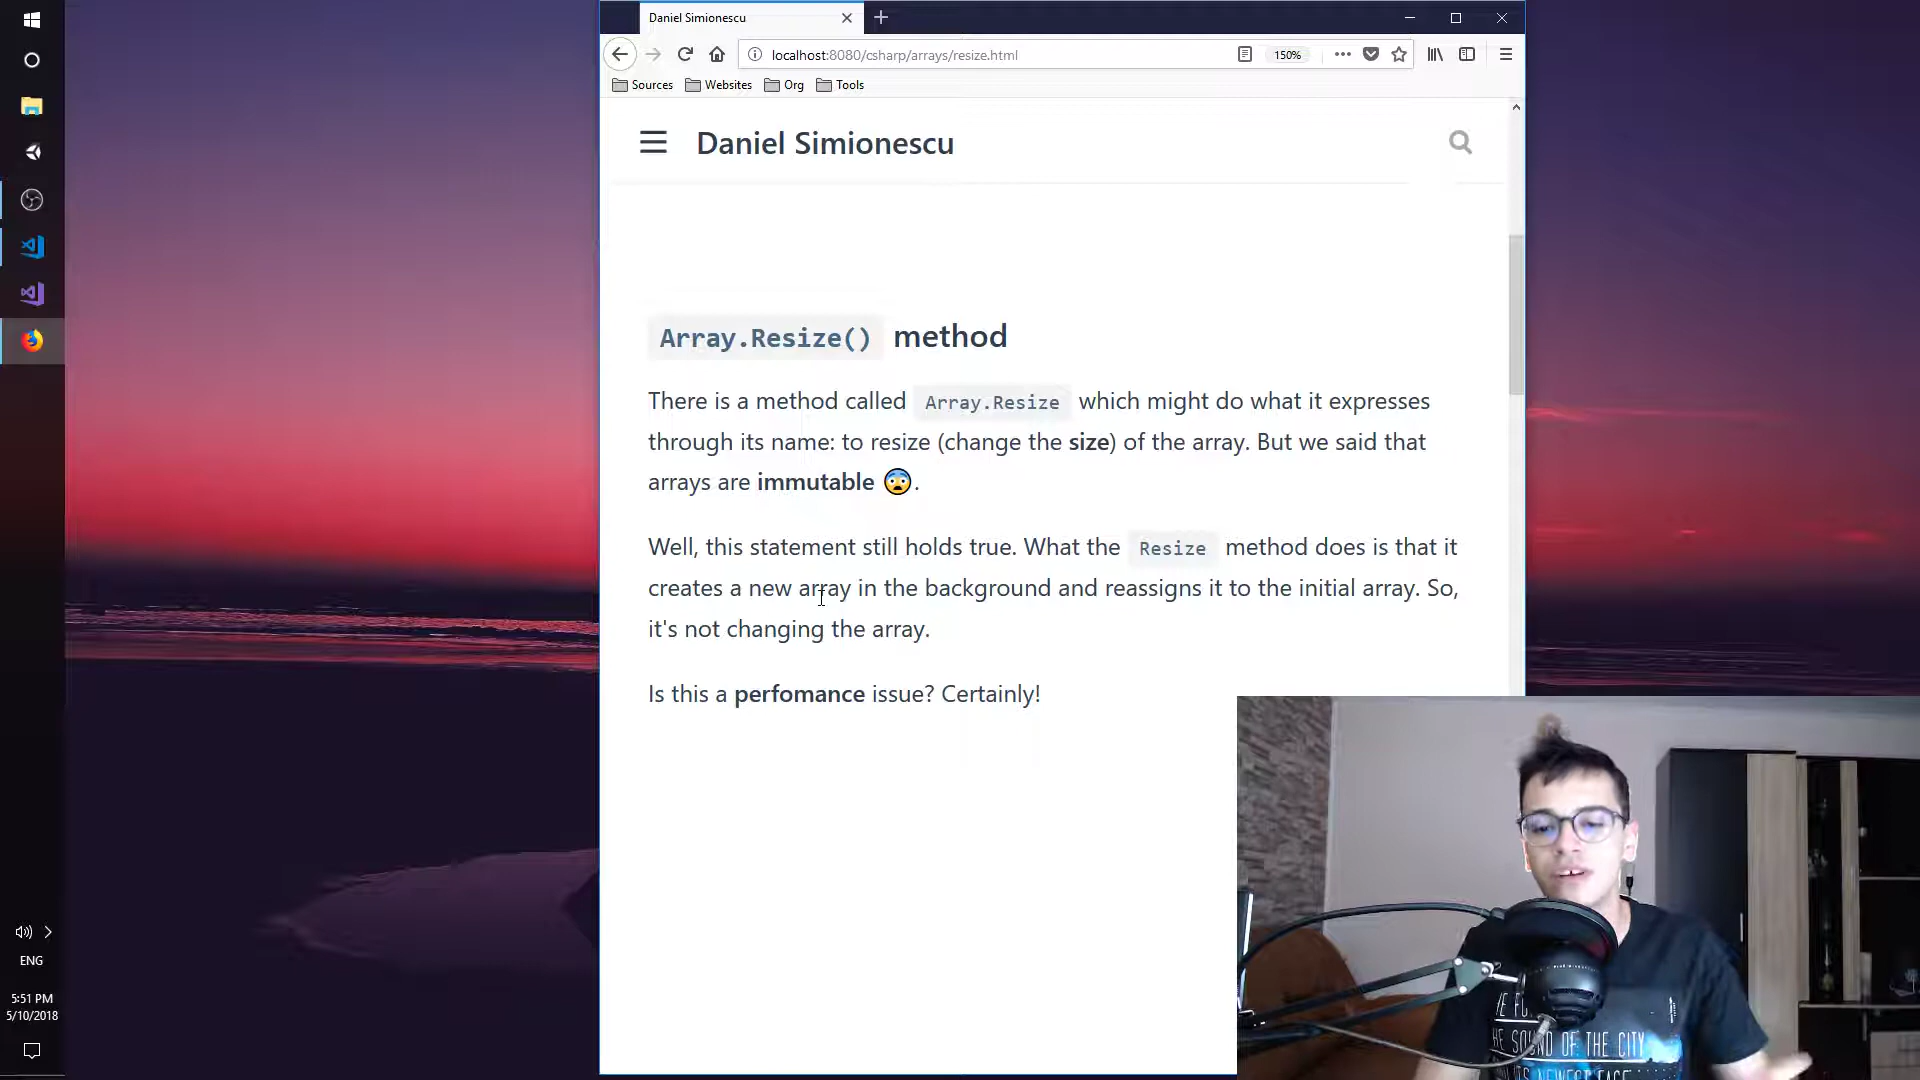 Daniel Simionescu
localhost:8080/csharp/arrays/resize.html
150%
Sources
Websites
Org
Tools
Daniel Simionescu
Array.Resize() method
There is a method called Array.Resize which might do what it expresses
through its name: to resize (change the size) of the array. But we said that
arrays are immutable 😨.
Well, this statement still holds true. What the Resize method does is that it
creates a new array in the background and reassigns it to the initial array. So,
it's not changing the array.
Is this a perfomance issue? Certainly!
ENG
5:51 PM
5/10/2018
SOUND OF THE CITY